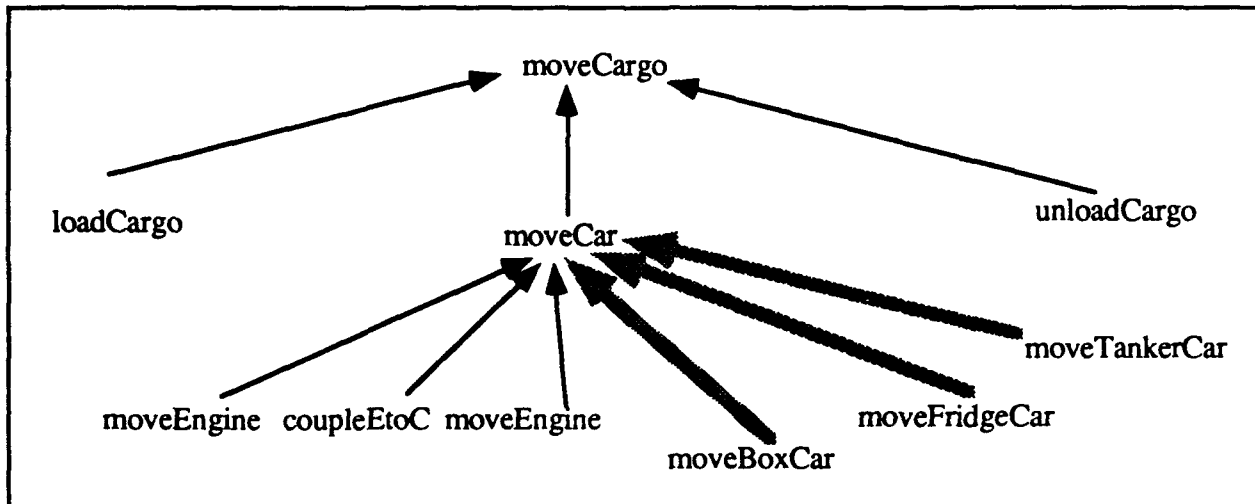 moveCargo
loadCargo
unloadCargo
moveCar
moveTankerCar
moveEngine coupleEtoC moveEngine
moveFridgeCar
moveBoxCar